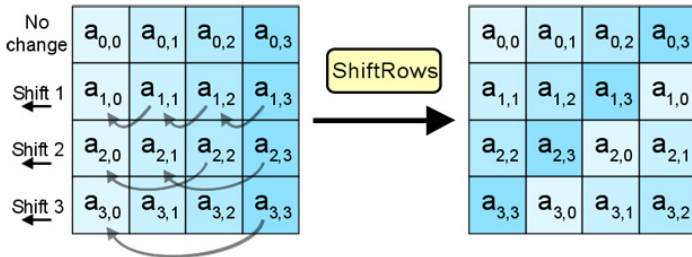 No change a0,0 a0,1 a0,2 a0,3 a0,0 a0,1 a0,2 a0,3
ShiftRows
Shift 1 a1,0 a1,1 a1,2 a1,3 a1,1 a1,2 a1,3 a1,0
Shift 2 a2,0 a2,1 a2,2 a2,3 a2,2 a2,3 a2,0 a2,1
Shift 3 a3,0 a3,1 a3,2 a3,3 a3,3 a3,0 a3,1 a3,2